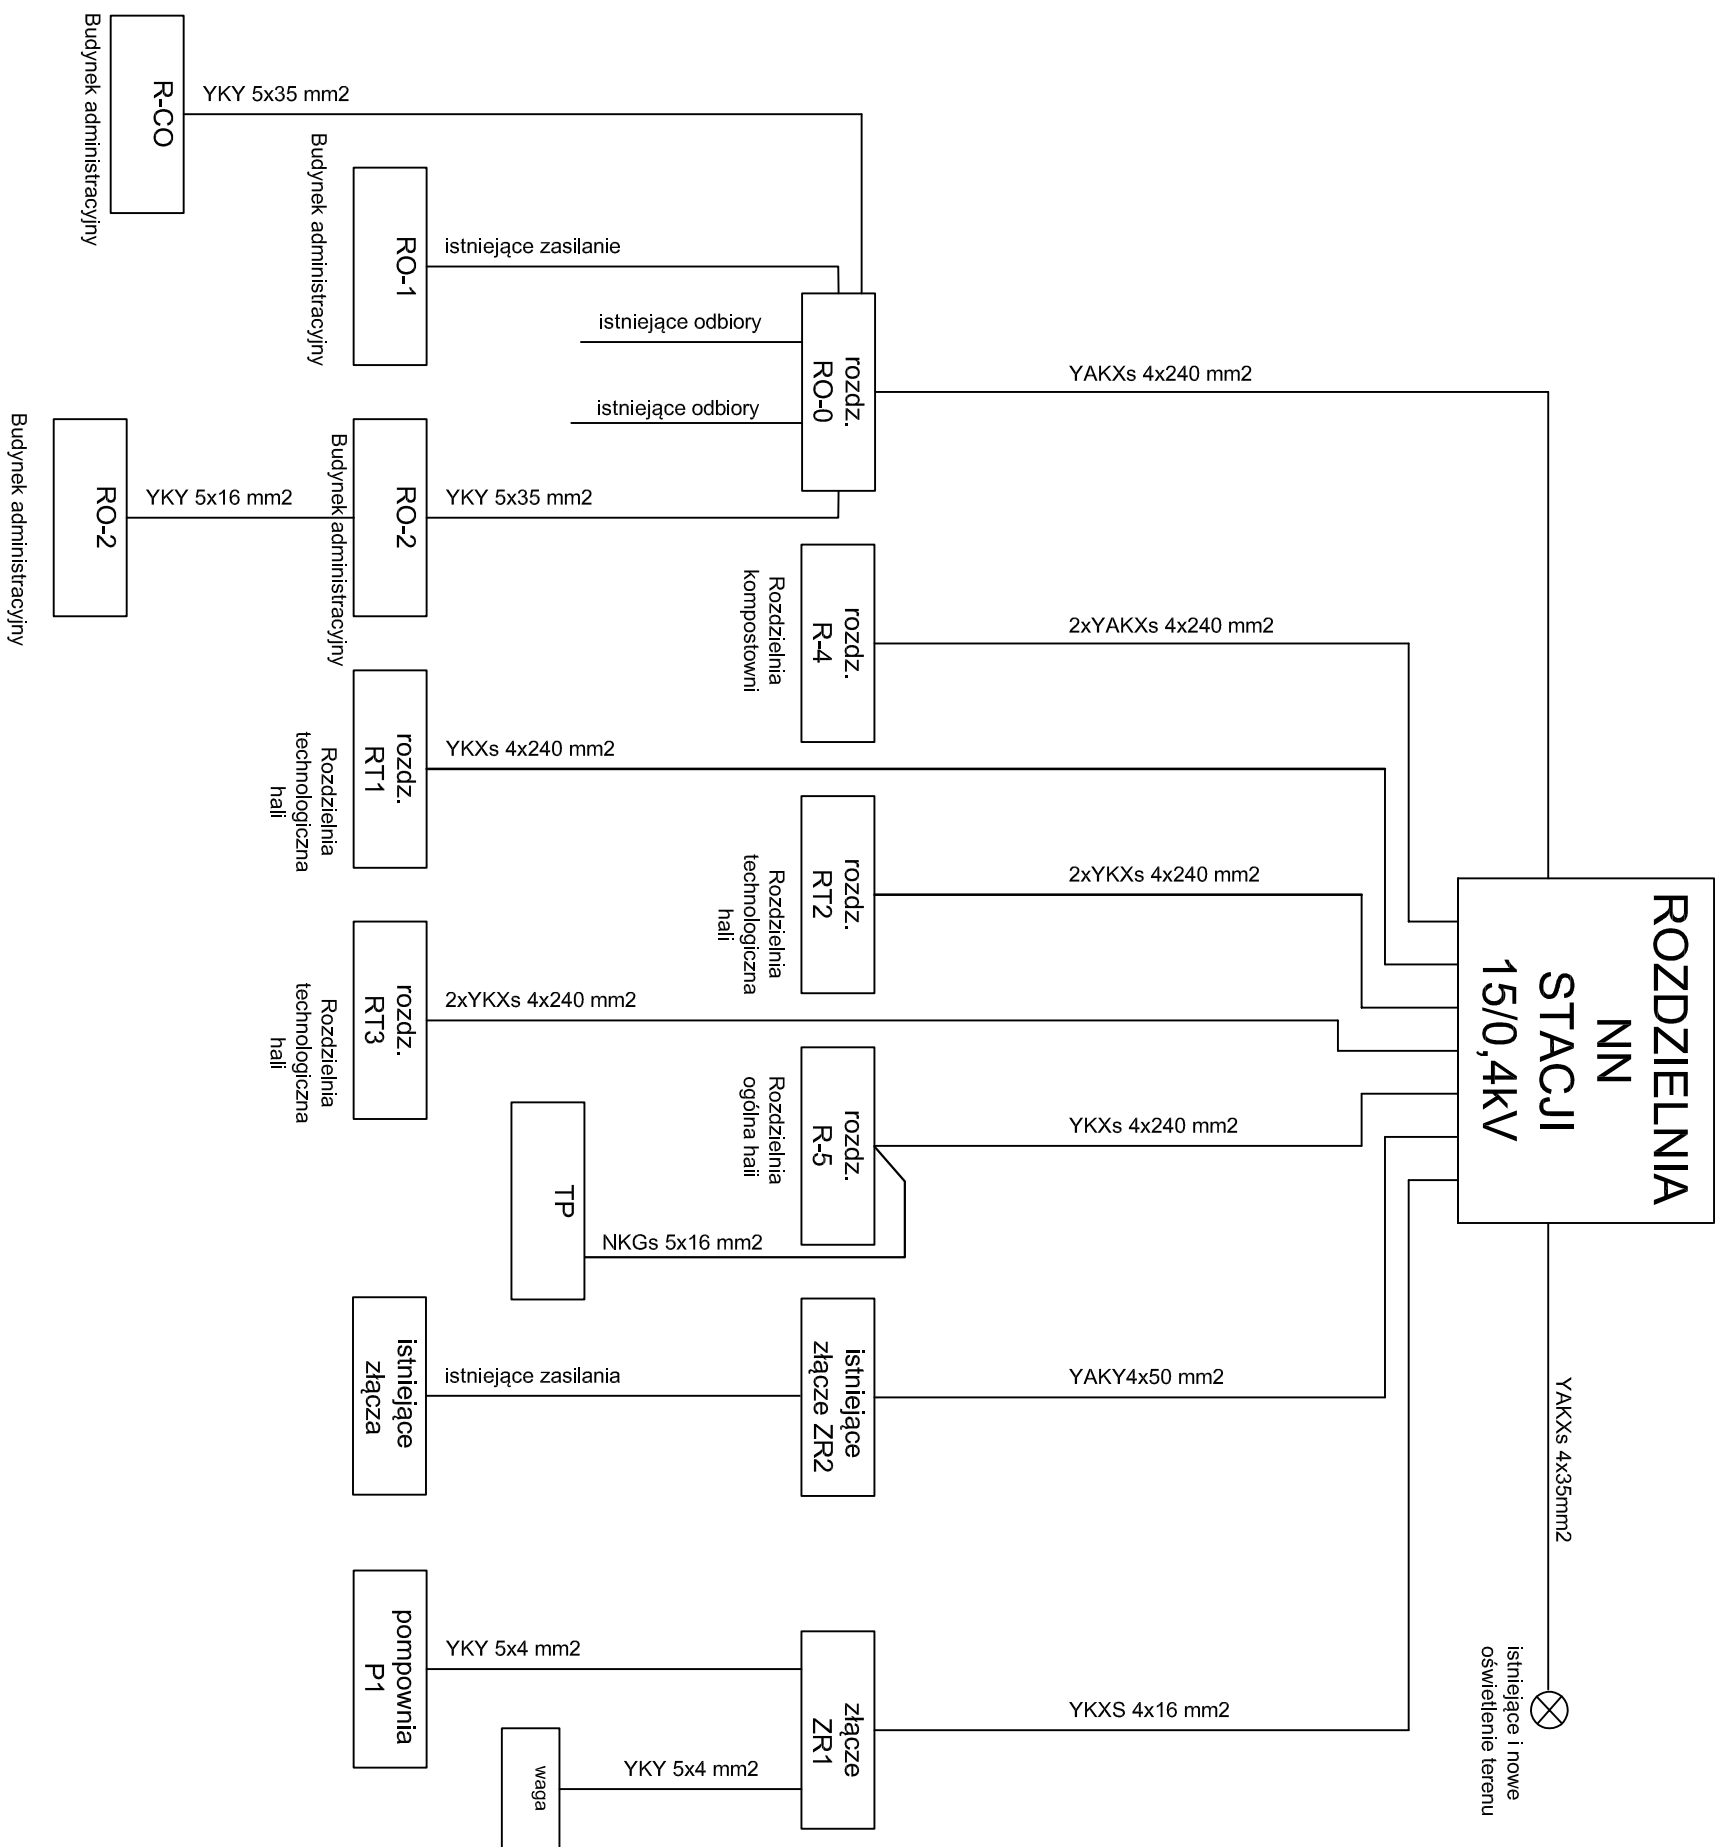 ROZDZIELNIA
NN
STACJI
15/0,4kV
YAKXs 4x35mm2
istniejące i nowe
oświetlenie terenu
YAKXs 4x240 mm2
rozdz.
RO-0
YKY 5x35 mm2
R-CO
Budynek administracyjny
istniejące zasilanie
RO-1
Budynek administracyjny
istniejące odbiory
istniejące odbiory
YKY 5x35 mm2
RO-2
Budynek administracyjny
YKY 5x16 mm2
RO-2
Budynek administracyjny
2xYAKXs 4x240 mm2
rozdz.
R-4
Rozdzielnia
kompostowni
YKXs 4x240 mm2
rozdz.
RT1
Rozdzielnia
technologiczna
hali
2xYKXs 4x240 mm2
rozdz.
RT2
Rozdzielnia
technologiczna
hali
2xYKXs 4x240 mm2
rozdz.
RT3
Rozdzielnia
technologiczna
hali
YKXs 4x240 mm2
rozdz.
R-5
Rozdzielnia
ogólna haii
NKGs 5x16 mm2
TP
YAKY4x50 mm2
istniejące
złącze ZR2
istniejące zasilania
istniejące
złącza
YKXS 4x16 mm2
złącze
ZR1
YKY 5x4 mm2
pompownia
P1
YKY 5x4 mm2
waga